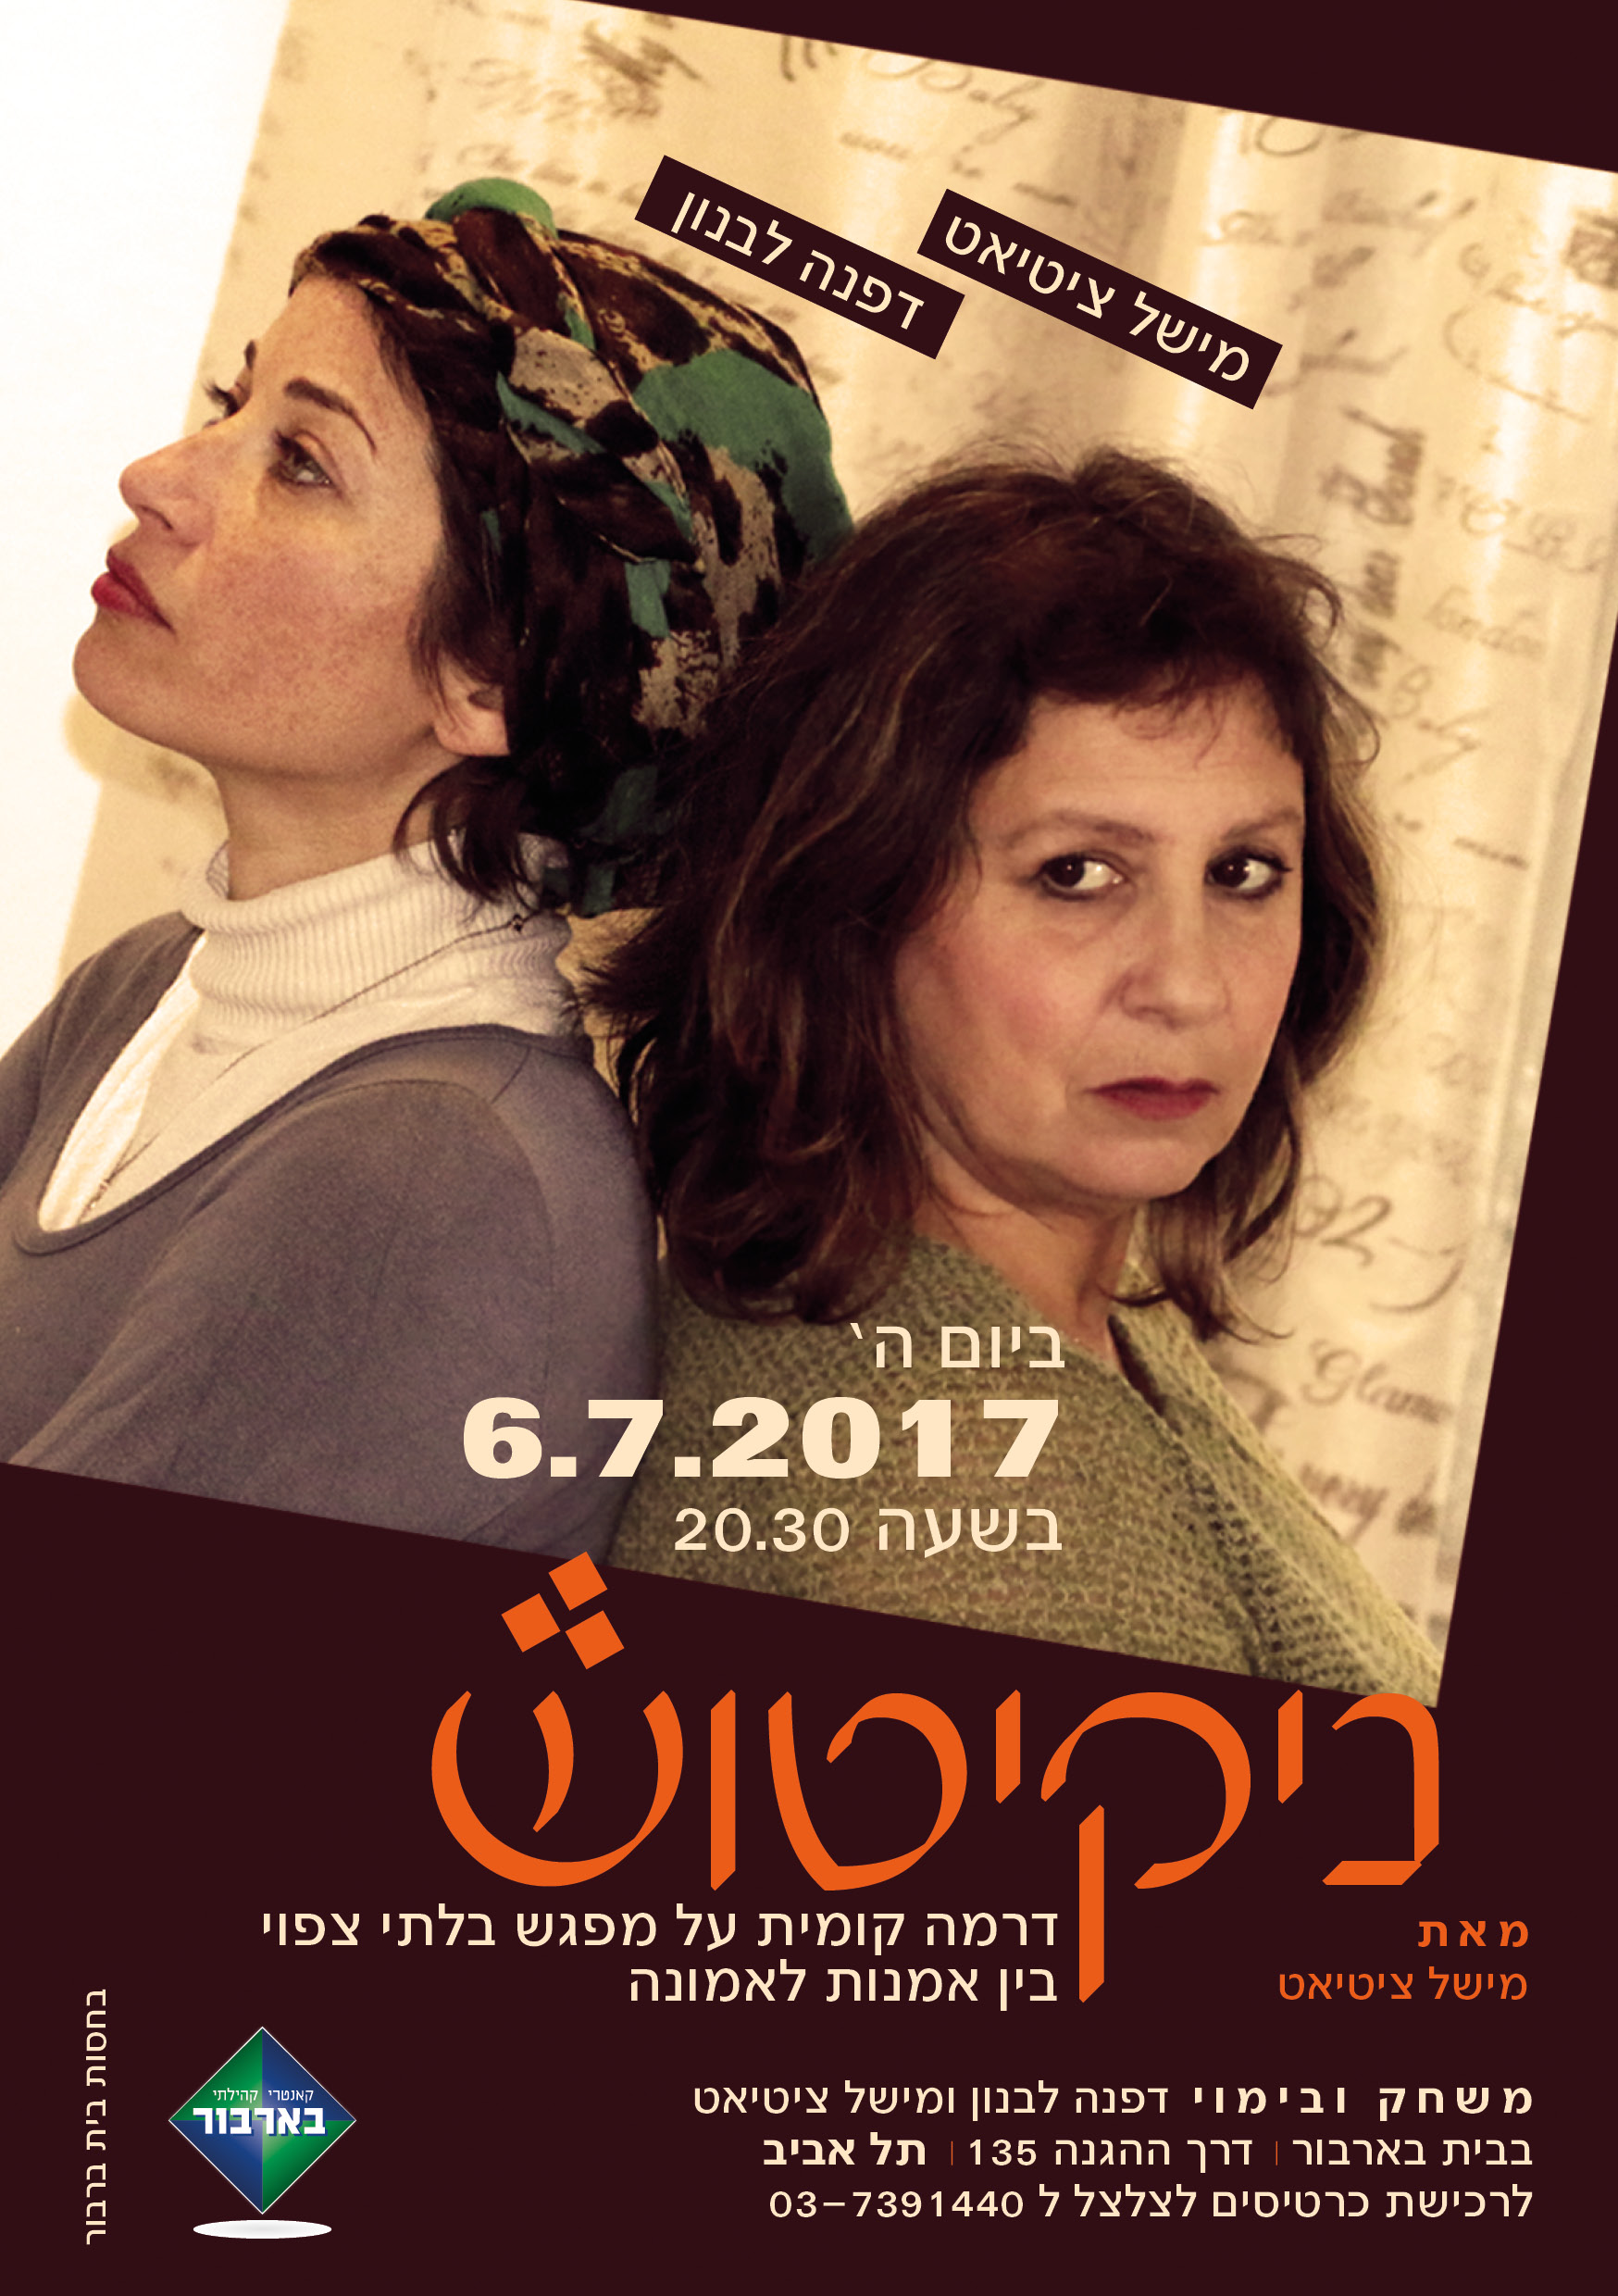 מישל ציטיאט
דפנה לבנון
ביום ה'
6.7.2017
בשעה 20.30
ניקיטוש
מאת
מישל ציטיאט
דרמה קומית על מפגש בלתי צפוי
בין אמנות לאמונה
משחק ובימוי דפנה לבנון ומישל ציטיאט
בבית בארבור | דרך ההגנה 135 | תל אביב
לרכישת כרטיסים לצלצל ל 03-7391440
קאנטרי קהילתי
בארבור
בחסות בית ברבור